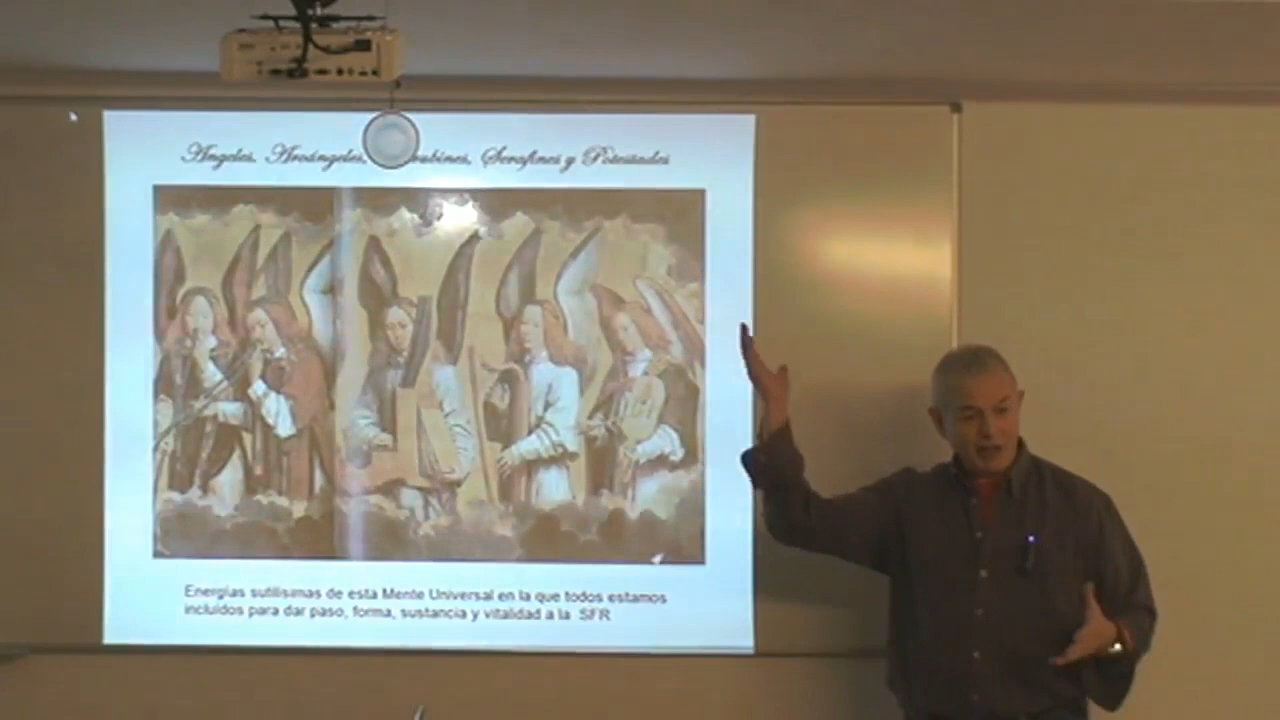 Angeles, Arcángeles, Serafines y Potestades
Energías sutilísimas de esta Mente Universal en la que todos estamos
incluídos para dar paso, forma, sustancia y vitalidad a la SFR